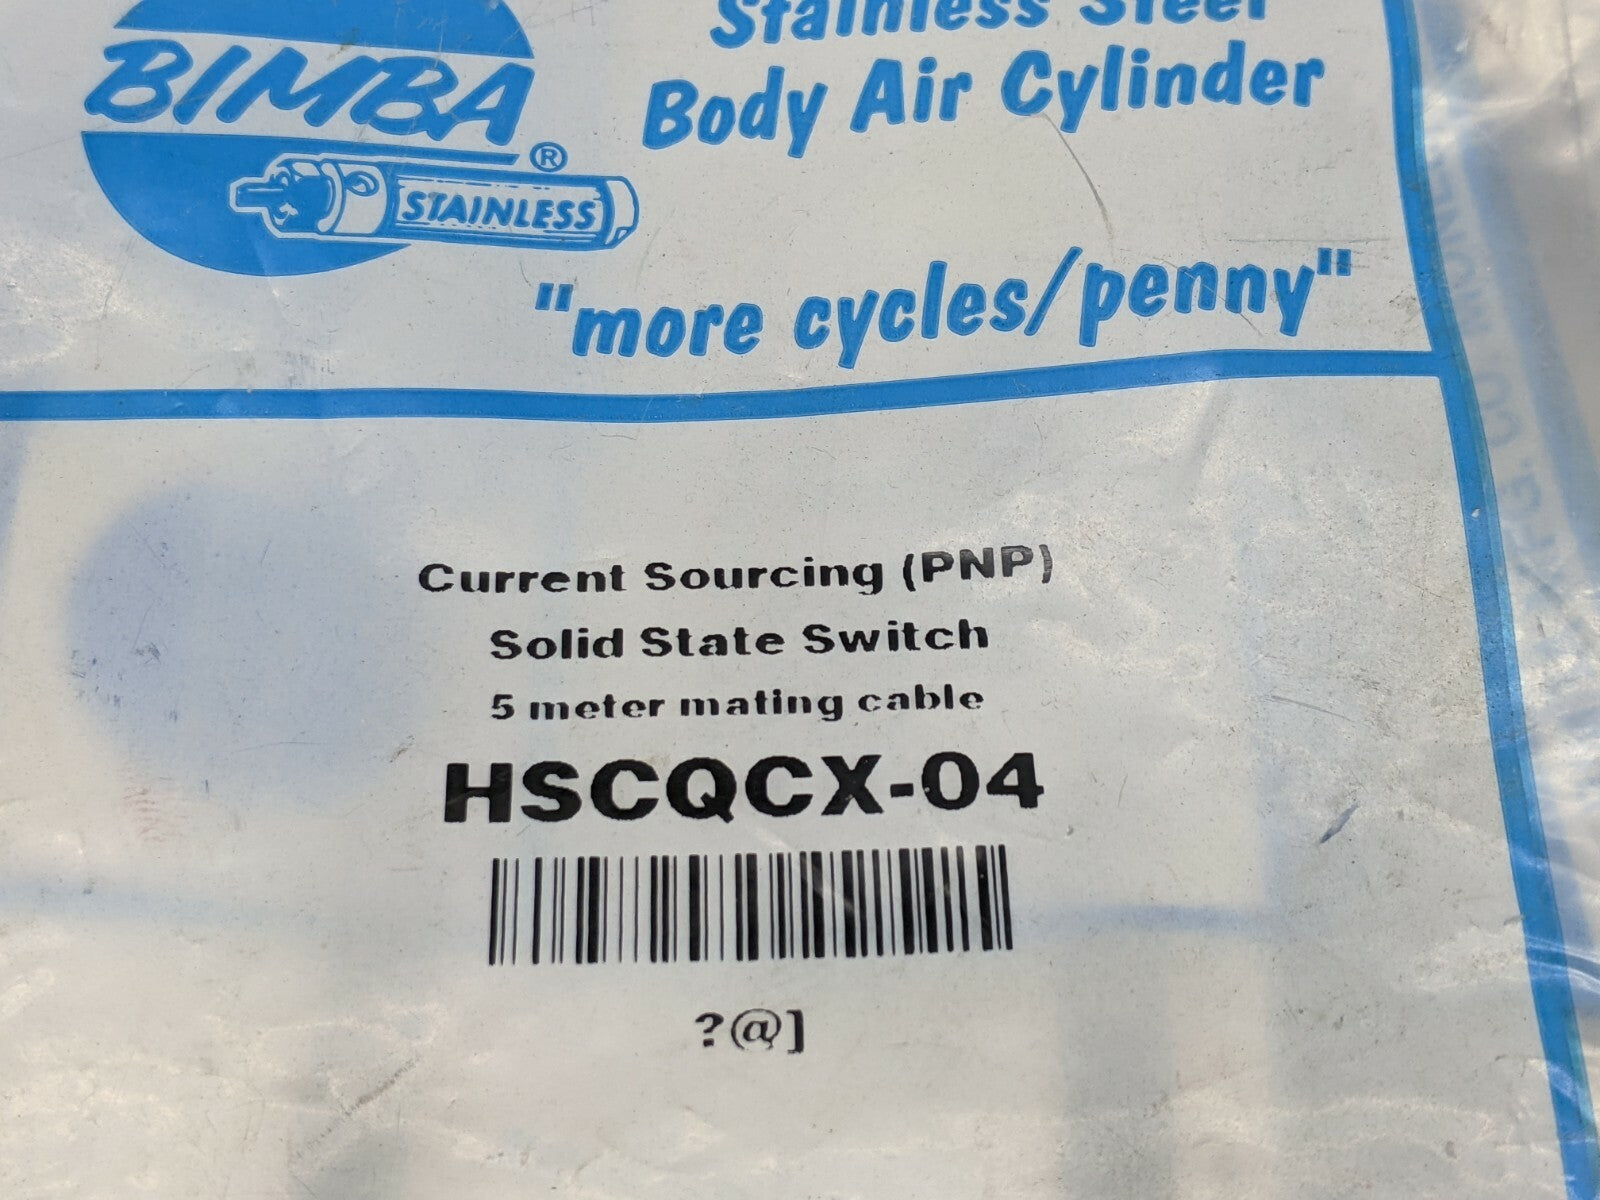 Stainless Steel
Body Air Cylinder
BIMBA®
STAINLESS
"more cycles/penny"
Current Sourcing (PNP)
Solid State Switch
5 meter mating cable
HSCQCX-04
?@]